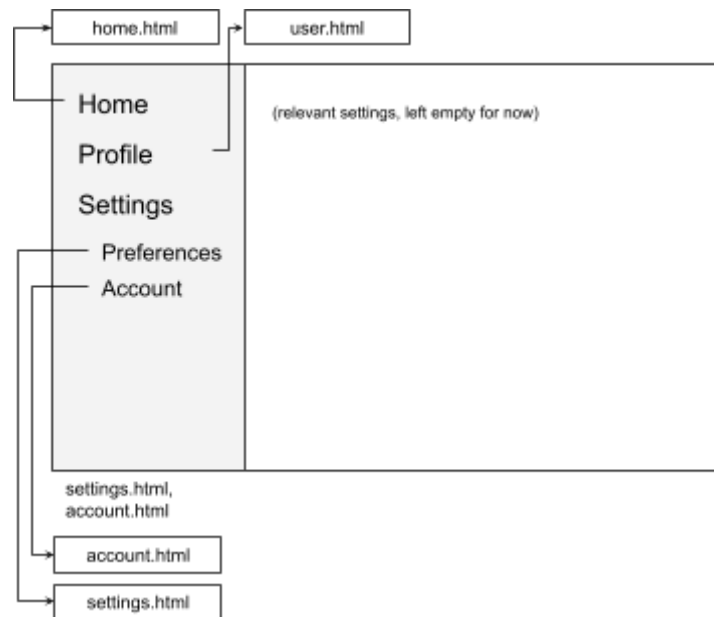 home.html
user.html
Home
(relevant settings, left empty for now)
Profile
Settings
Preferences
Account
settings.html,
account.html
account.html
settings.html